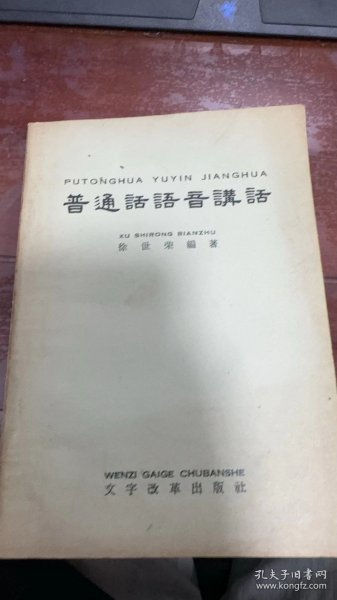 PUTONGHUA YUYIN JIANGHUA
普通話語音講話
XU SHIRONG BIANZHU
徐世荣編著
WENZI GAIGE CHUBANSHE
文字改革出版社
孔夫子旧书网
www.kongfz.com